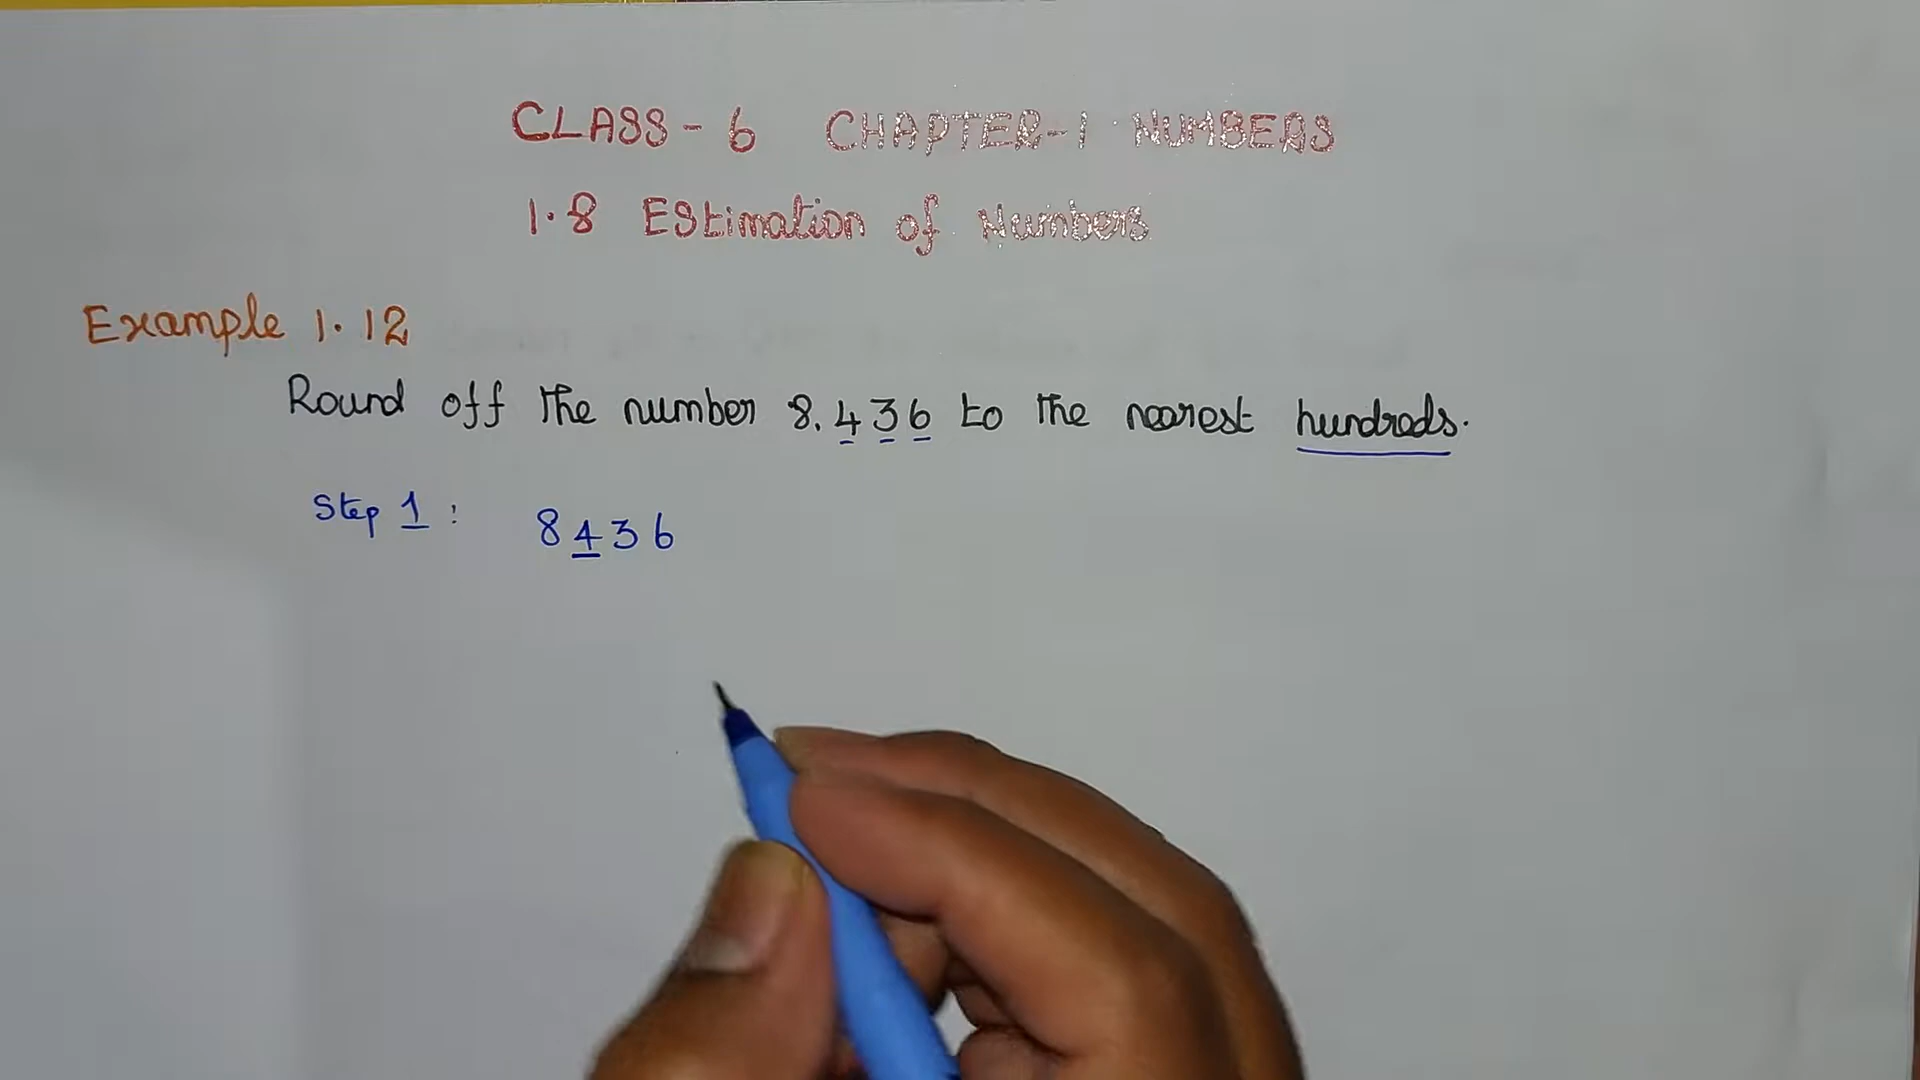 CLASS - 6 CHAPTER-1 NUMBERS
1.8 Estimation of Numbers
Example 1.12
Round off the number 8,436 to the nearest hundreds.
Step 1 : 8436